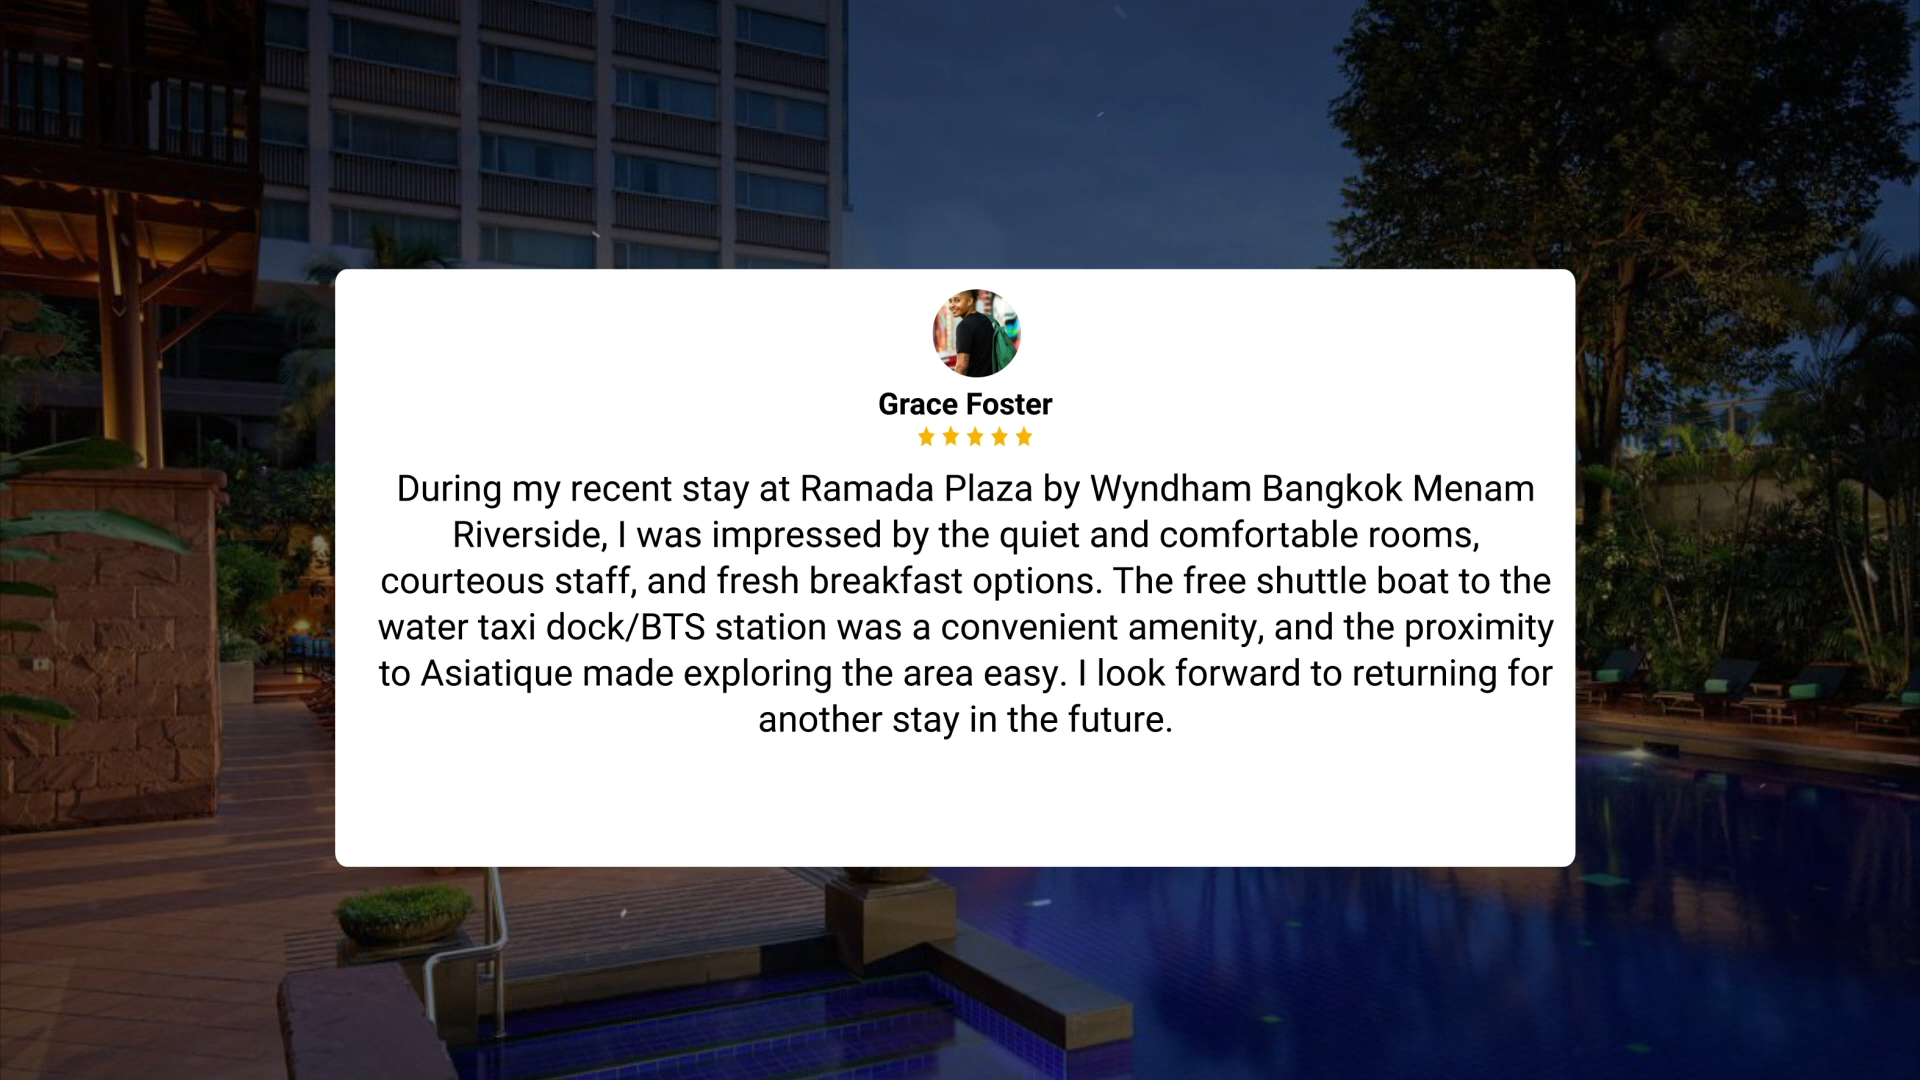 Grace Foster
During my recent stay at Ramada Plaza by Wyndham Bangkok Menam
Riverside, I was impressed by the quiet and comfortable rooms,
courteous staff, and fresh breakfast options. The free shuttle boat to the
water taxi dock/BTS station was a convenient amenity, and the proximity
to Asiatique made exploring the area easy. I look forward to returning for
another stay in the future.